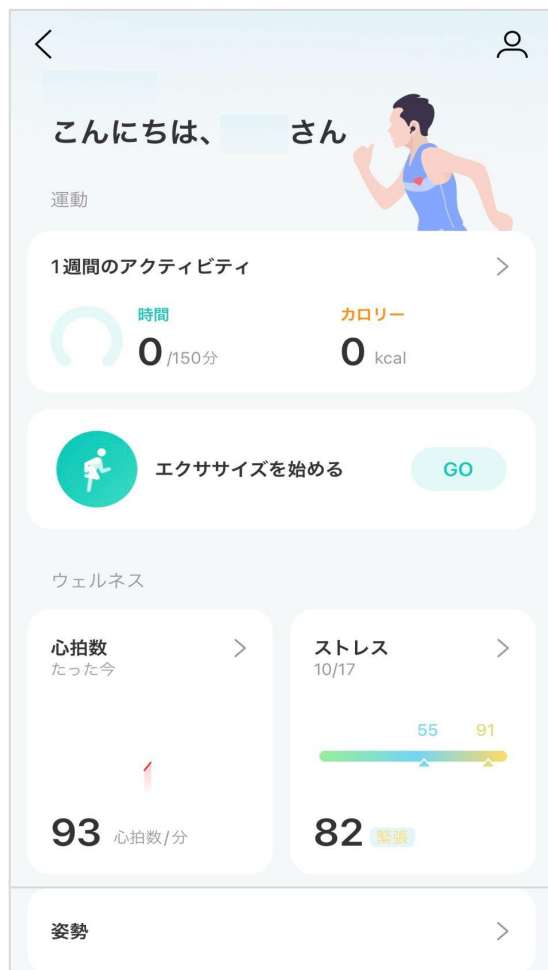 こんにちは、 さん
運動
1週間のアクティビティ
時間 カロリー
0 /150分 0 kcal
エクササイズを始める GO
ウェルネス
心拍数
たった今
93 心拍数/分
ストレス
10/17
55 91
82 緊張
姿勢